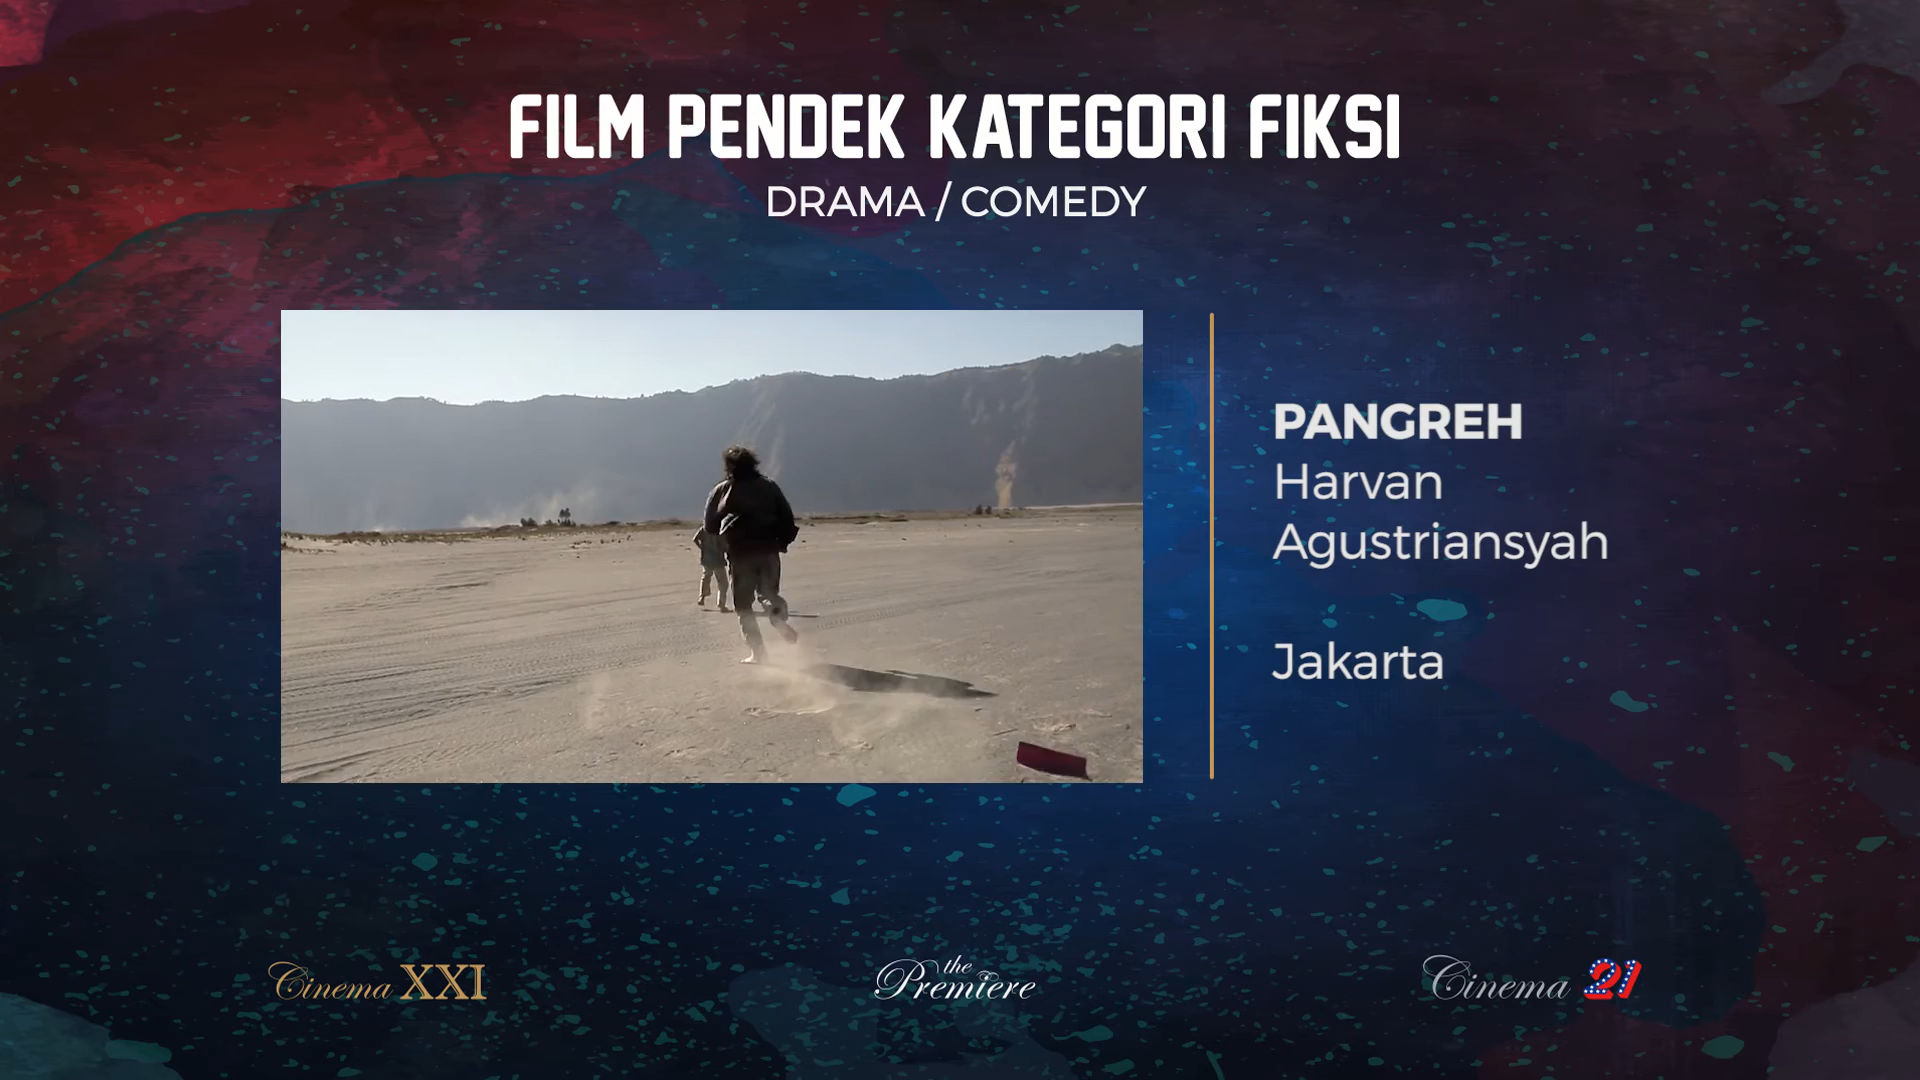 FILM PENDEK KATEGORI FIKSI
DRAMA / COMEDY
PANGREH
Harvan
Agustriansyah
Jakarta
Cinema XXI
the
Premiere
Cinema 21